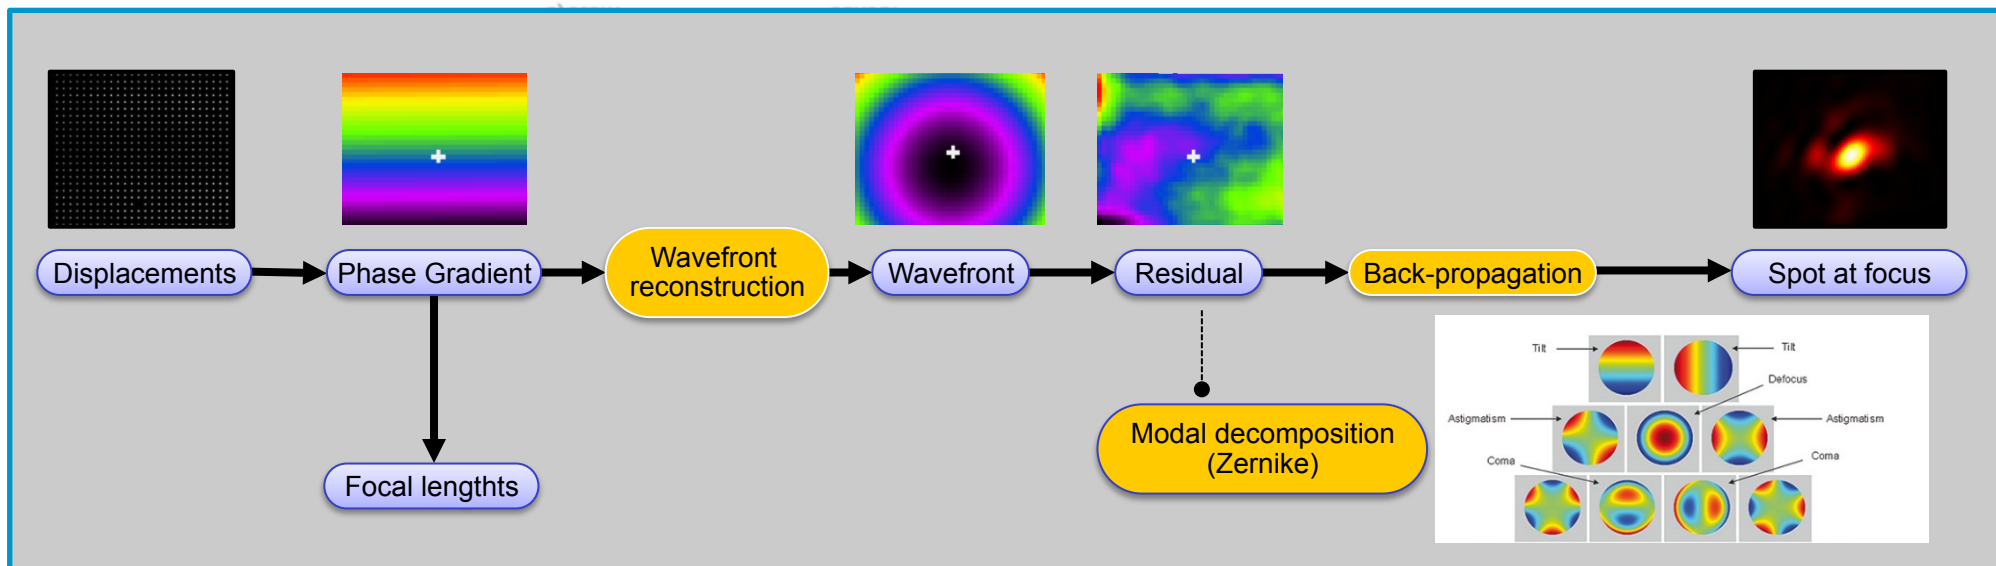 Displacements
Phase Gradient
Wavefront
reconstruction
Wavefront
Residual
Back-propagation
Spot at focus
Focal lengthts
Modal decomposition
(Zernike)
Tilt
Tilt
Defocus
Astigmatism
Astigmatism
Coma
Coma